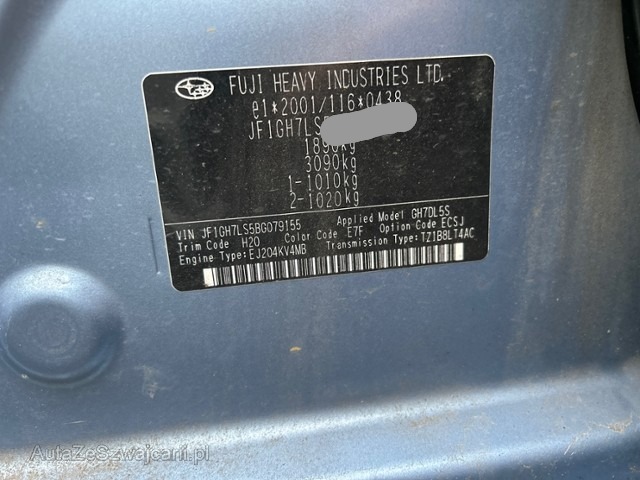 FUJI HEAVY INDUSTRIES LTD.
e1*2001/116*0438
JF1GH7LS
1890kg
3090kg
1-1010kg
2-1020kg
VIN JF1GH7LS5BG079155 Applied Model GH7DL5S
Trim Code H20 Color Code E7F Option Code ECSJ
Engine Type: EJ204KV4MB Transmission Type: TZ1B8LT4AC
AutaZeSzwajcarii.pl